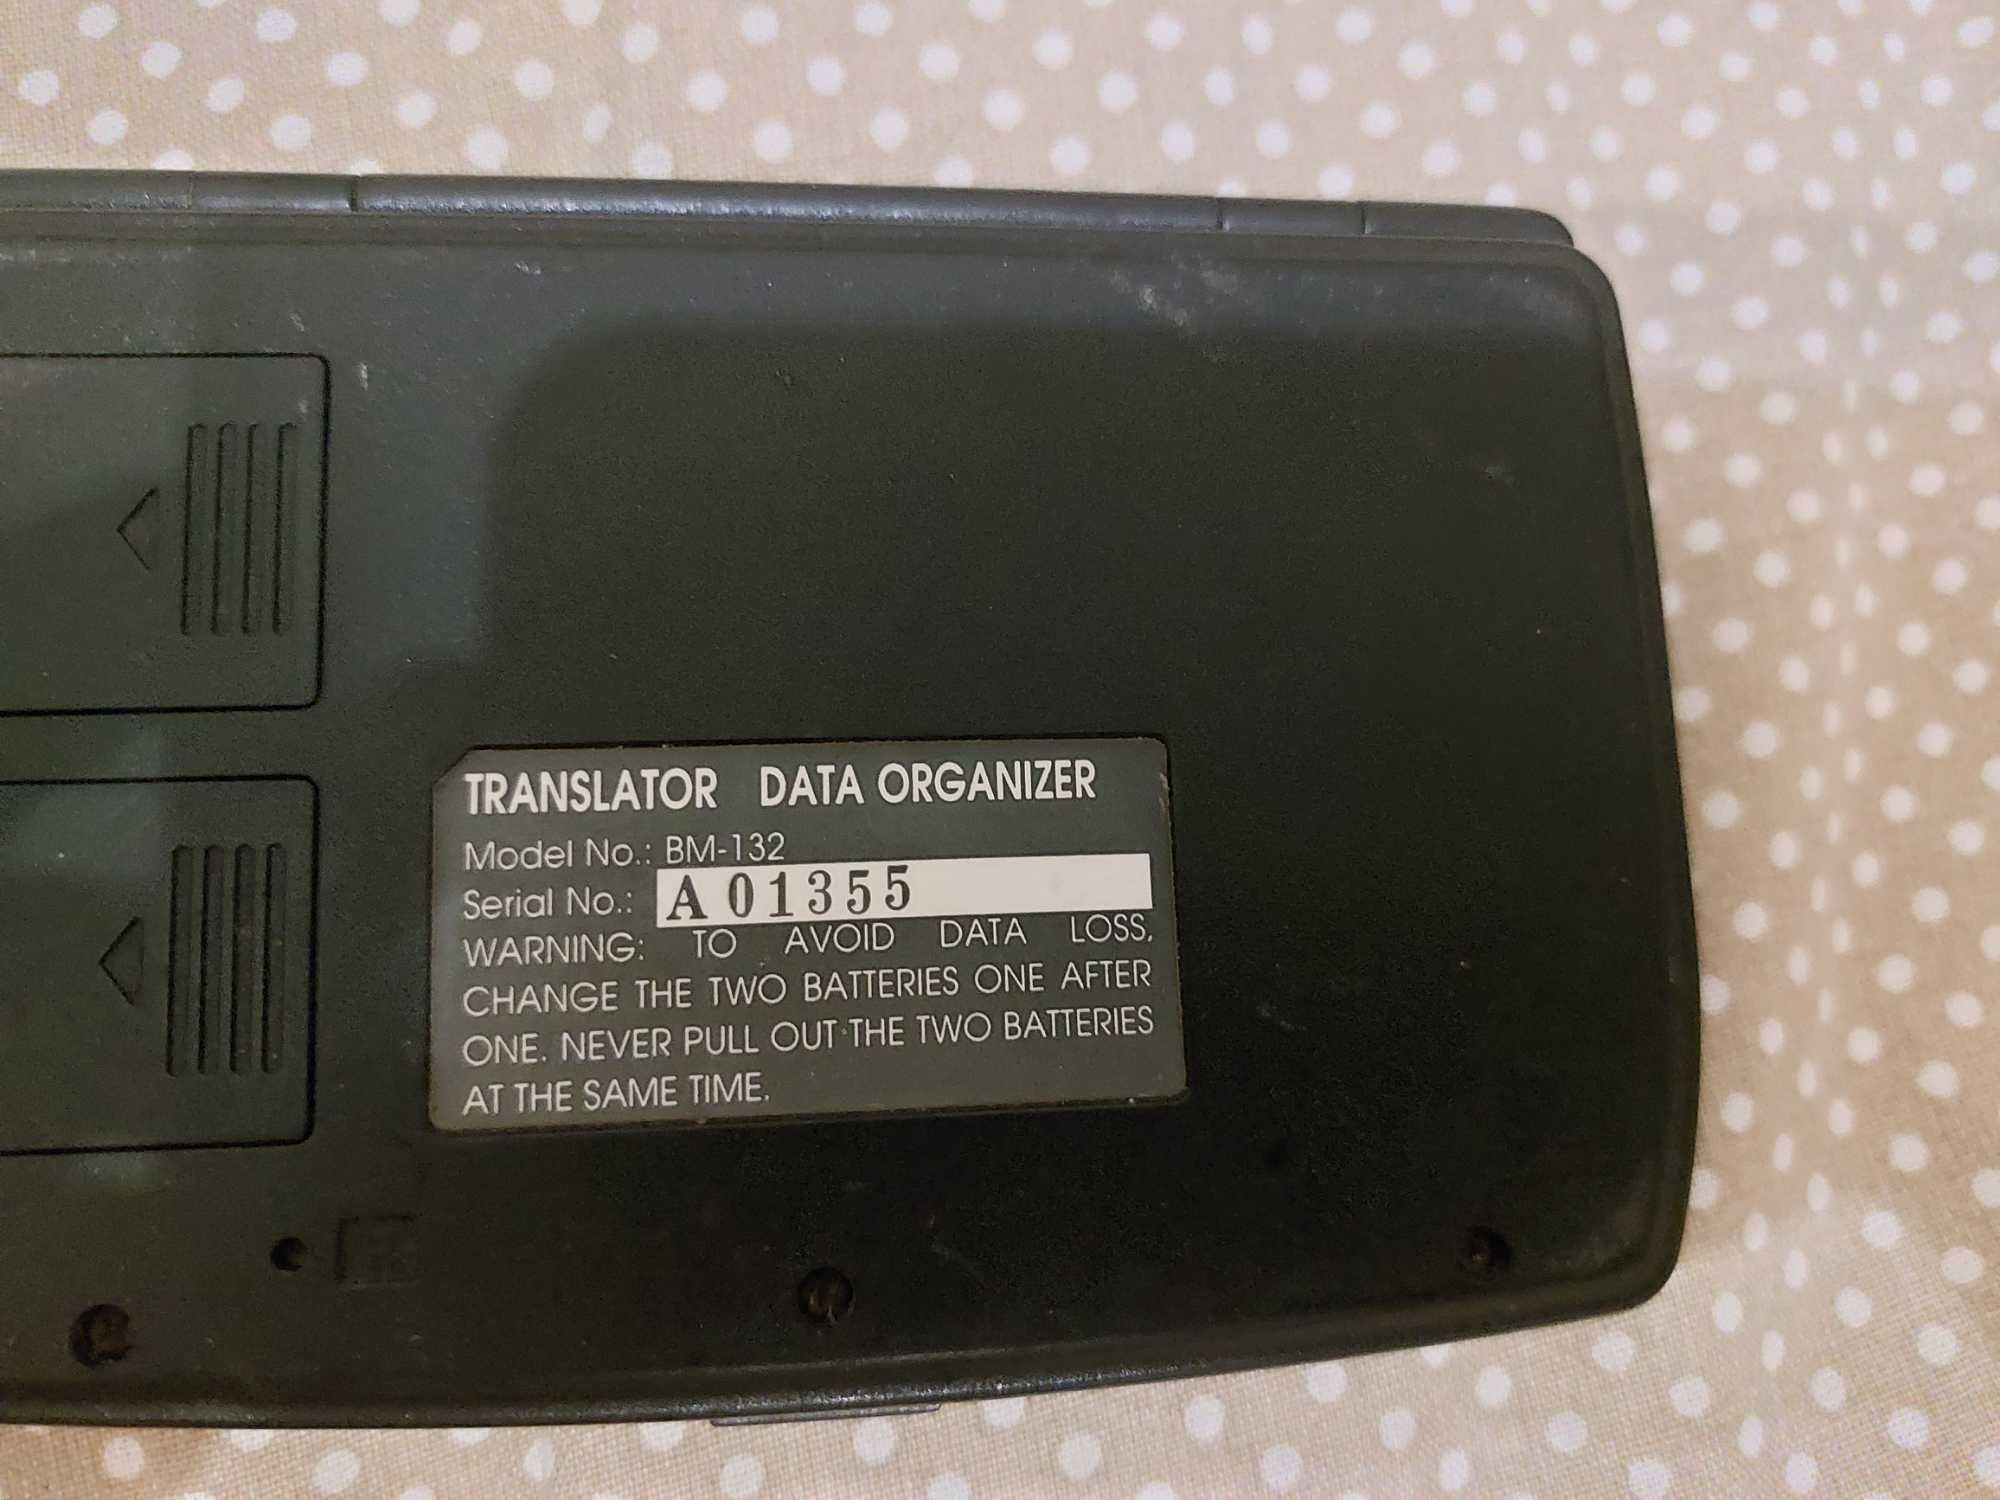 TRANSLATOR DATA ORGANIZER
Model No.: BM-132
Serial No.: A 01355
WARNING: TO AVOID DATA LOSS,
CHANGE THE TWO BATTERIES ONE AFTER
ONE. NEVER PULL OUT THE TWO BATTERIES
AT THE SAME TIME.